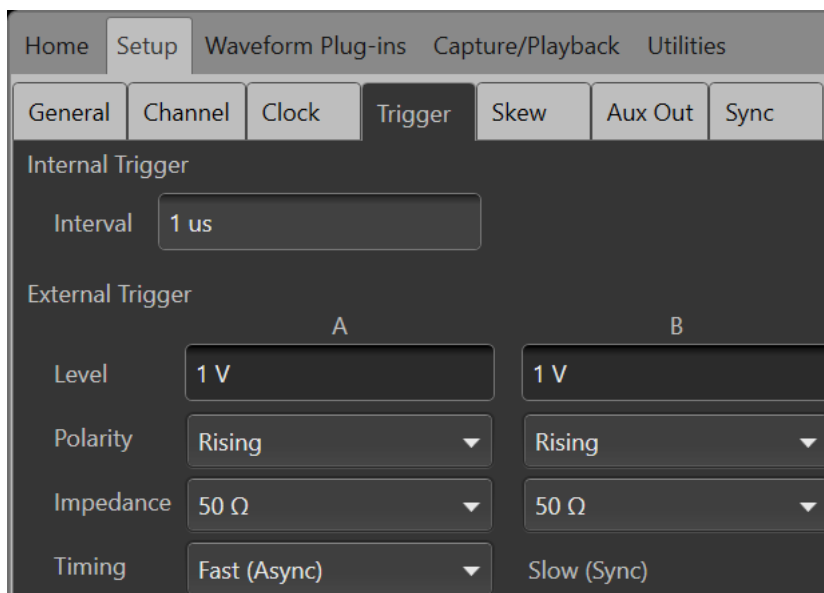 Home Setup Waveform Plug-ins Capture/Playback Utilities
General Channel Clock Trigger Skew Aux Out Sync
Internal Trigger
Interval 1 us
External Trigger
A B
Level 1 V 1 V
Polarity Rising Rising
Impedance 50 Ω 50 Ω
Timing Fast (Async) Slow (Sync)